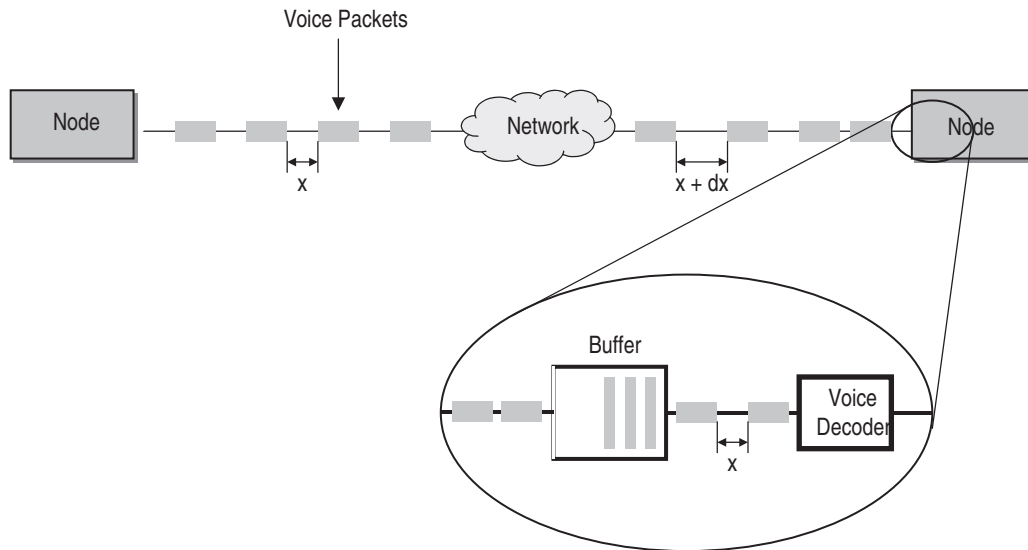 Voice Packets
Node
Network
Node
x
x + dx
Buffer
Voice
Decoder
x